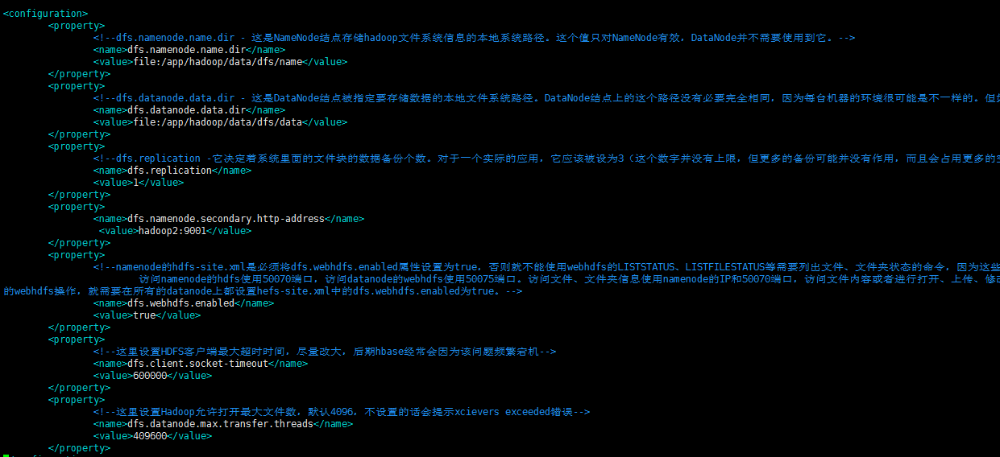 <configuration>
<property>
<!--dfs.namenode.name.dir - 这是NameNode结点存储hadoop文件系统信息的本地系统路径。这个值只对NameNode有效，DataNode并不需要使用到它。-->
<name>dfs.namenode.name.dir</name>
<value>file:/app/hadoop/data/dfs/name</value>
</property>
<property>
<!--dfs.datanode.data.dir - 这是DataNode结点被指定要存储数据的本地文件系统路径。DataNode结点上的这个路径没有必要完全相同，因为每台机器的环境很可能是不一样的。但如
<name>dfs.datanode.data.dir</name>
<value>file:/app/hadoop/data/dfs/data</value>
</property>
<property>
<!--dfs.replication -它决定着系统里面的文件块的数据备份个数。对于一个实际的应用，它应该被设为3（这个数字并没有上限，但更多的备份可能并没有作用，而且会占用更多的空
<name>dfs.replication</name>
<value>1</value>
</property>
<property>
<name>dfs.namenode.secondary.http-address</name>
<value>hadoop2:9001</value>
</property>
<property>
<!--namenode的hdfs-site.xml是必须将dfs.webhdfs.enabled属性设置为true，否则就不能使用webhdfs的LISTSTATUS、LISTFILESTATUS等需要列出文件、文件夹状态的命令，因为这些
访问namenode的hdfs使用50070端口，访问datanode的webhdfs使用50075端口。访问文件、文件夹信息使用namenode的IP和50070端口，访问文件内容或者进行打开、上传、修改
的webhdfs操作，就需要在所有的datanode上都设置hefs-site.xml中的dfs.webhdfs.enabled为true。-->
<name>dfs.webhdfs.enabled</name>
<value>true</value>
</property>
<property>
<!--这里设置HDFS客户端最大超时时间，尽量改大，后期hbase经常会因为该问题频繁宕机-->
<name>dfs.client.socket-timeout</name>
<value>600000</value>
</property>
<property>
<!--这里设置Hadoop允许打开最大文件数，默认4096，不设置的话会提示xcievers exceeded错误-->
<name>dfs.datanode.max.transfer.threads</name>
<value>409600</value>
</property>